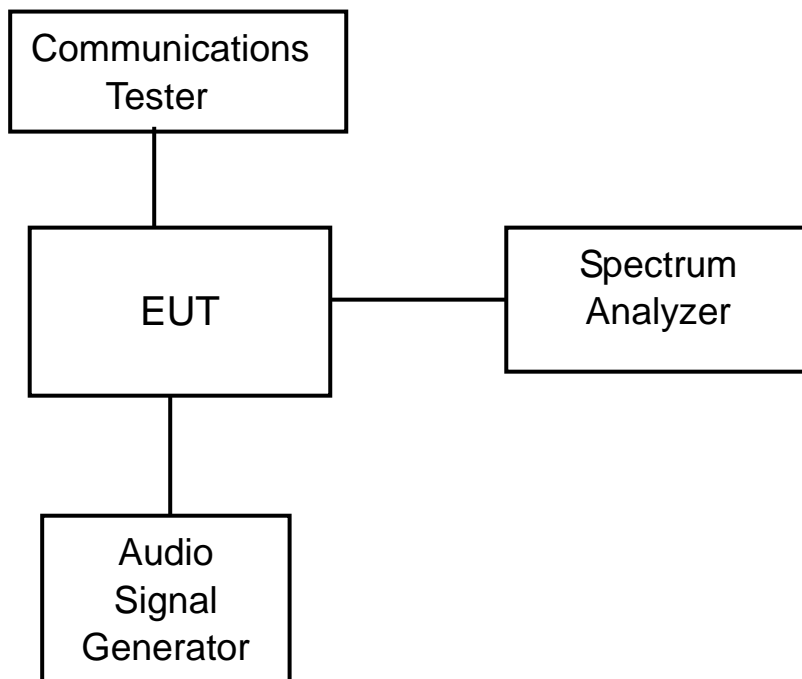 Communications
Tester
EUT
Spectrum
Analyzer
Audio
Signal
Generator